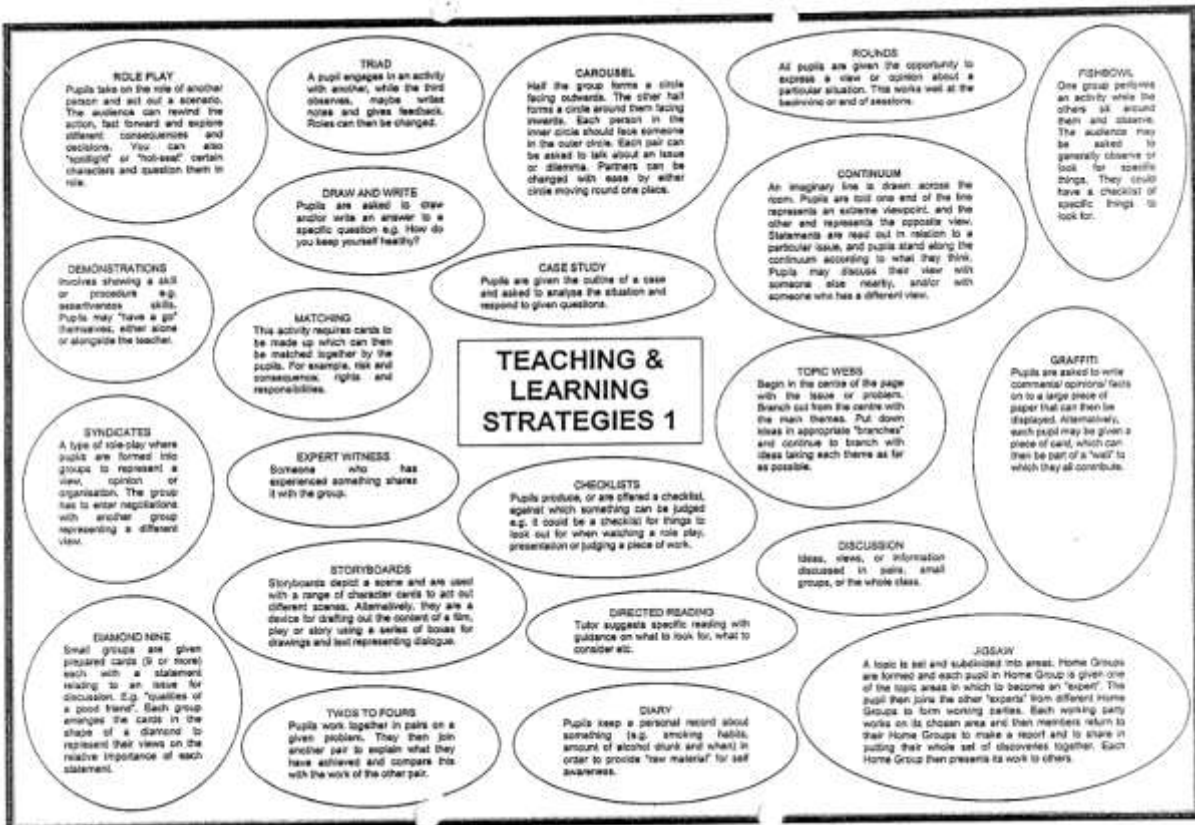 ROLE PLAY
Pupils take on the role of another
person and act out a scenario.
The audience can rewind the
action, fast forward and explore
different consequences and
decisions. You can also
"spotlight" or "hot-seat" certain
characters and question them in
role.
TRIAD
A pupil engages in an activity
with another, while the third
observes, maybe writes
notes and gives feedback.
Roles can then be changed.
CAROUSEL
Half the group forms a circle
facing outwards. The other half
forms a circle around them facing
inwards. Each person in the
inner circle should face someone
in the outer circle. Each pair can
be asked to talk about an issue
or dilemma. Partners can be
changed with ease by either
circle moving round one place.
ROUNDS
All pupils are given the opportunity to
express a view or opinion about a
particular situation. This works well at the
beginning or end of sessions.
FISHBOWL
One group performs
an activity while the
others sit around
them and observe.
The audience may
be asked to
generally observe or
look for specific
things. They could
have a checklist of
specific things to
look for.
DRAW AND WRITE
Pupils are asked to draw
and/or write an answer to a
specific question e.g. How do
you keep yourself healthy?
CONTINUUM
An imaginary line is drawn across the
room. Pupils are told one end of the line
represents an extreme viewpoint, and the
other end represents the opposite view.
Statements are read out in relation to a
particular issue, and pupils stand along the
continuum according to what they think.
Pupils may discuss their view with
someone else nearby, and/or with
someone who has a different view.
DEMONSTRATIONS
Involves showing a skill
or procedure e.g.
assertiveness skills.
Pupils may "have a go"
themselves, either alone
or alongside the teacher.
CASE STUDY
Pupils are given the outline of a case
and asked to analyse the situation and
respond to given questions.
MATCHING
This activity requires cards to
be made up which can then
be matched together by the
pupils. For example, risk and
consequence, rights and
responsibilities.
TEACHING &
LEARNING
STRATEGIES 1
TOPIC WEBS
Begin in the centre of the page
with the issue or problem.
Branch out from the centre with
the main themes. Put down
ideas in appropriate "branches"
and continue to branch with
ideas taking each theme as far
as possible.
GRAFFITI
Pupils are asked to write
comments/ opinions/ facts
on to a large piece of
paper that can then be
displayed. Alternatively,
each pupil may be given a
piece of card, which can
then be part of a "wall" to
which they all contribute.
SYNDICATES
A type of role-play where
pupils are formed into
groups to represent a
view, opinion or
organisation. The group
has to enter negotiations
with another group
representing a different
view.
EXPERT WITNESS
Someone who has
experienced something shares
it with the group.
CHECKLISTS
Pupils produce, or are offered a checklist,
against which something can be judged
e.g. it could be a checklist for things to
look out for when watching a role play,
presentation or judging a piece of work.
DISCUSSION
Ideas, views, or information
discussed in pairs, small
groups, or the whole class.
STORYBOARDS
Storyboards depict a scene and are used
with a range of character cards to act out
different scenes. Alternatively, they are a
device for drafting out the content of a film,
play or story using a series of boxes for
drawings and text representing dialogue.
DIRECTED READING
Tutor suggests specific reading with
guidance on what to look for, what to
consider etc.
DIAMOND NINE
Small groups are given
prepared cards (9 or more)
each with a statement
relating to an issue for
discussion. E.g. "qualities of
a good friend". Each group
arranges the cards in the
shape of a diamond to
represent their views on the
relative importance of each
statement.
TWOS TO FOURS
Pupils work together in pairs on a
given problem. They then join
another pair to explain what they
have achieved and compare this
with the work of the other pair.
DIARY
Pupils keep a personal record about
something (e.g. smoking habits,
amount of alcohol drunk and when) in
order to provide "raw material" for self
awareness.
JIGSAW
A topic is set and subdivided into areas. Home Groups
are formed and each pupil in Home Group is given one
of the topic areas in which to become an "expert". The
pupil then joins the other "experts" from different Home
Groups to form working parties. Each working party
works on its chosen area and then members return to
their Home Groups to make a report and to share in
putting their whole set of discoveries together. Each
Home Group then presents its work to others.